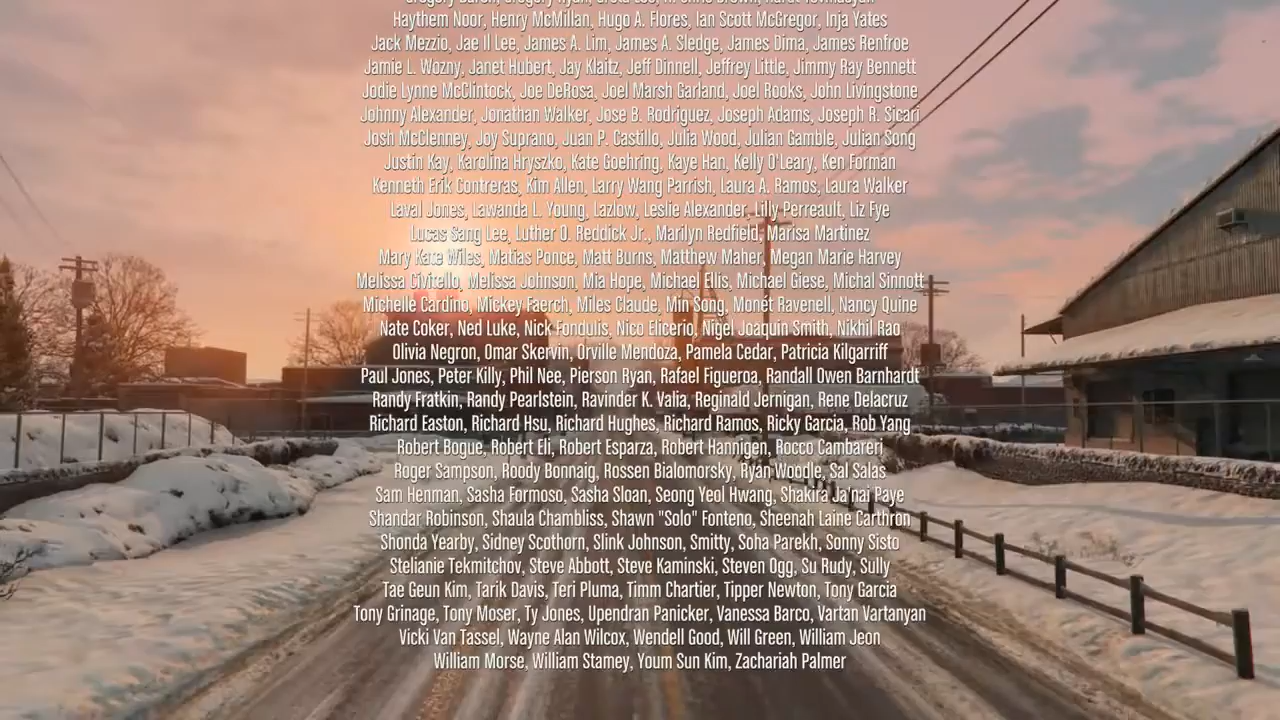 Haythem Noor, Henry McMillan, Hugo A. Flores, Ian Scott McGregor, Inja Yates
Jack Mezzio, Jae Il Lee, James A. Lim, James A. Sledge, James Dima, James Renfroe
Jamie L. Wozny, Janet Hubert, Jay Klaitz, Jeff Dinnell, Jeffrey Little, Jimmy Ray Bennett
Jodie Lynne McClintock, Joe DeRosa, Joel Marsh Garland, Joel Rooks, John Livingstone
Johnny Alexander, Jonathan Walker, Jose B. Rodriguez, Joseph Adams, Joseph R. Sicari
Josh McClenney, Joy Suprano, Juan P. Castillo, Julia Wood, Julian Gamble, Julian Song
Justin Kay, Karolina Hryszko, Kate Goehring, Kaye Han, Kelly O'Leary, Ken Forman
Kenneth Erik Contreras, Kim Allen, Larry Wang Parrish, Laura A. Ramos, Laura Walker
Laval Jones, Lawanda L. Young, Lazlow, Leslie Alexander, Lilly Perreault, Liz Fye
Lucas Sang Lee, Luther O. Reddick Jr., Marilyn Redfield, Marisa Martinez
Mary Kate Wiles, Matias Ponce, Matt Burns, Matthew Maher, Megan Marie Harvey
Melissa Civitello, Melissa Johnson, Mia Hope, Michael Ellis, Michael Giese, Michal Sinnott
Michelle Cardino, Mickey Faerch, Miles Claude, Min Song, Monét Ravenell, Nancy Quine
Nate Coker, Ned Luke, Nick Fondulis, Nico Elicerio, Nigel Joaquin Smith, Nikhil Rao
Olivia Negron, Omar Skervin, Orville Mendoza, Pamela Cedar, Patricia Kilgarriff
Paul Jones, Peter Killy, Phil Nee, Pierson Ryan, Rafael Figueroa, Randall Owen Barnhardt
Randy Fratkin, Randy Pearlstein, Ravinder K. Valia, Reginald Jernigan, Rene Delacruz
Richard Easton, Richard Hsu, Richard Hughes, Richard Ramos, Ricky Garcia, Rob Yang
Robert Bogue, Robert Eli, Robert Esparza, Robert Hannigen, Rocco Cambareri
Roger Sampson, Roody Bonnaig, Rossen Bialomorsky, Ryan Woodle, Sal Salas
Sam Henman, Sasha Formoso, Sasha Sloan, Seong Yeol Hwang, Shakira Ja'nai Paye
Shandar Robinson, Shaula Chambliss, Shawn "Solo" Fonteno, Sheenah Laine Carthron
Shonda Yearby, Sidney Scothorn, Slink Johnson, Smitty, Soha Parekh, Sonny Sisto
Stelianie Tekmitchov, Steve Abbott, Steve Kaminski, Steven Ogg, Su Rudy, Sully
Tae Geun Kim, Tarik Davis, Teri Pluma, Timm Chartier, Tipper Newton, Tony Garcia
Tony Grinage, Tony Moser, Ty Jones, Upendran Panicker, Vanessa Barco, Vartan Vartanyan
Vicki Van Tassel, Wayne Alan Wilcox, Wendell Good, Will Green, William Jeon
William Morse, William Stamey, Youm Sun Kim, Zachariah Palmer